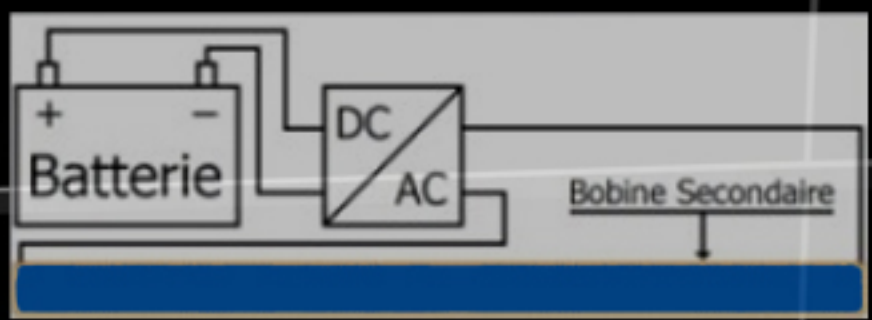 + −
Batterie
DC
AC
Bobine Secondaire